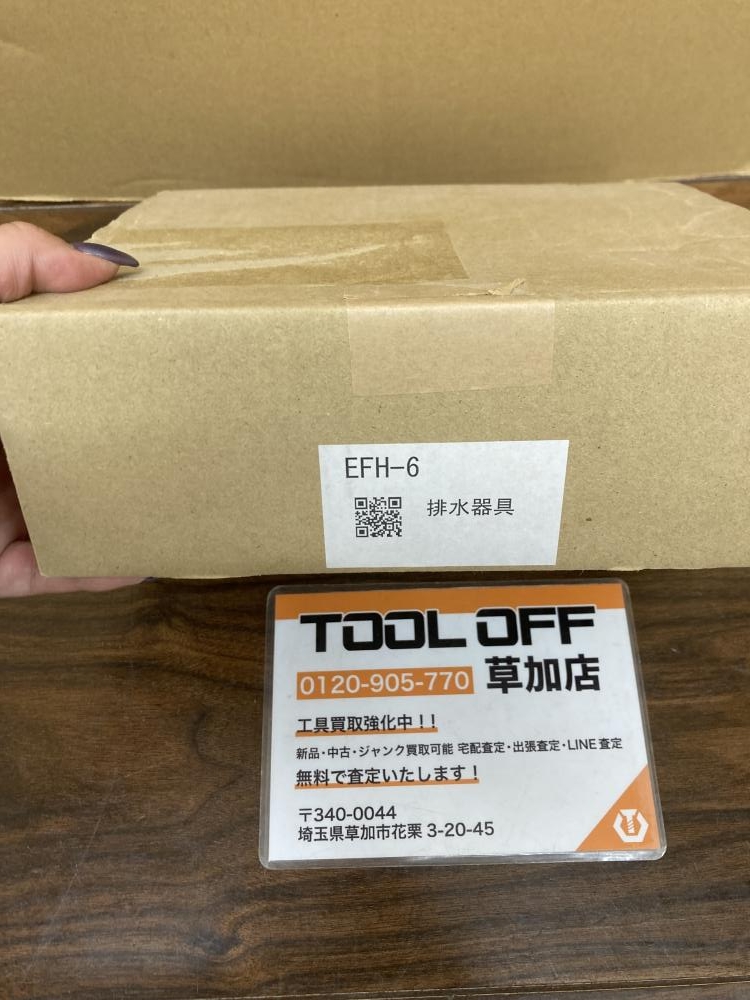 EFH-6
排水器具
TOOL OFF
0120-905-770 草加店
工具買取強化中!!
新品・中古・ジャンク買取可能 宅配査定・出張査定・LINE査定
無料で査定いたします!
〒340-0044
埼玉県草加市花栗 3-20-45